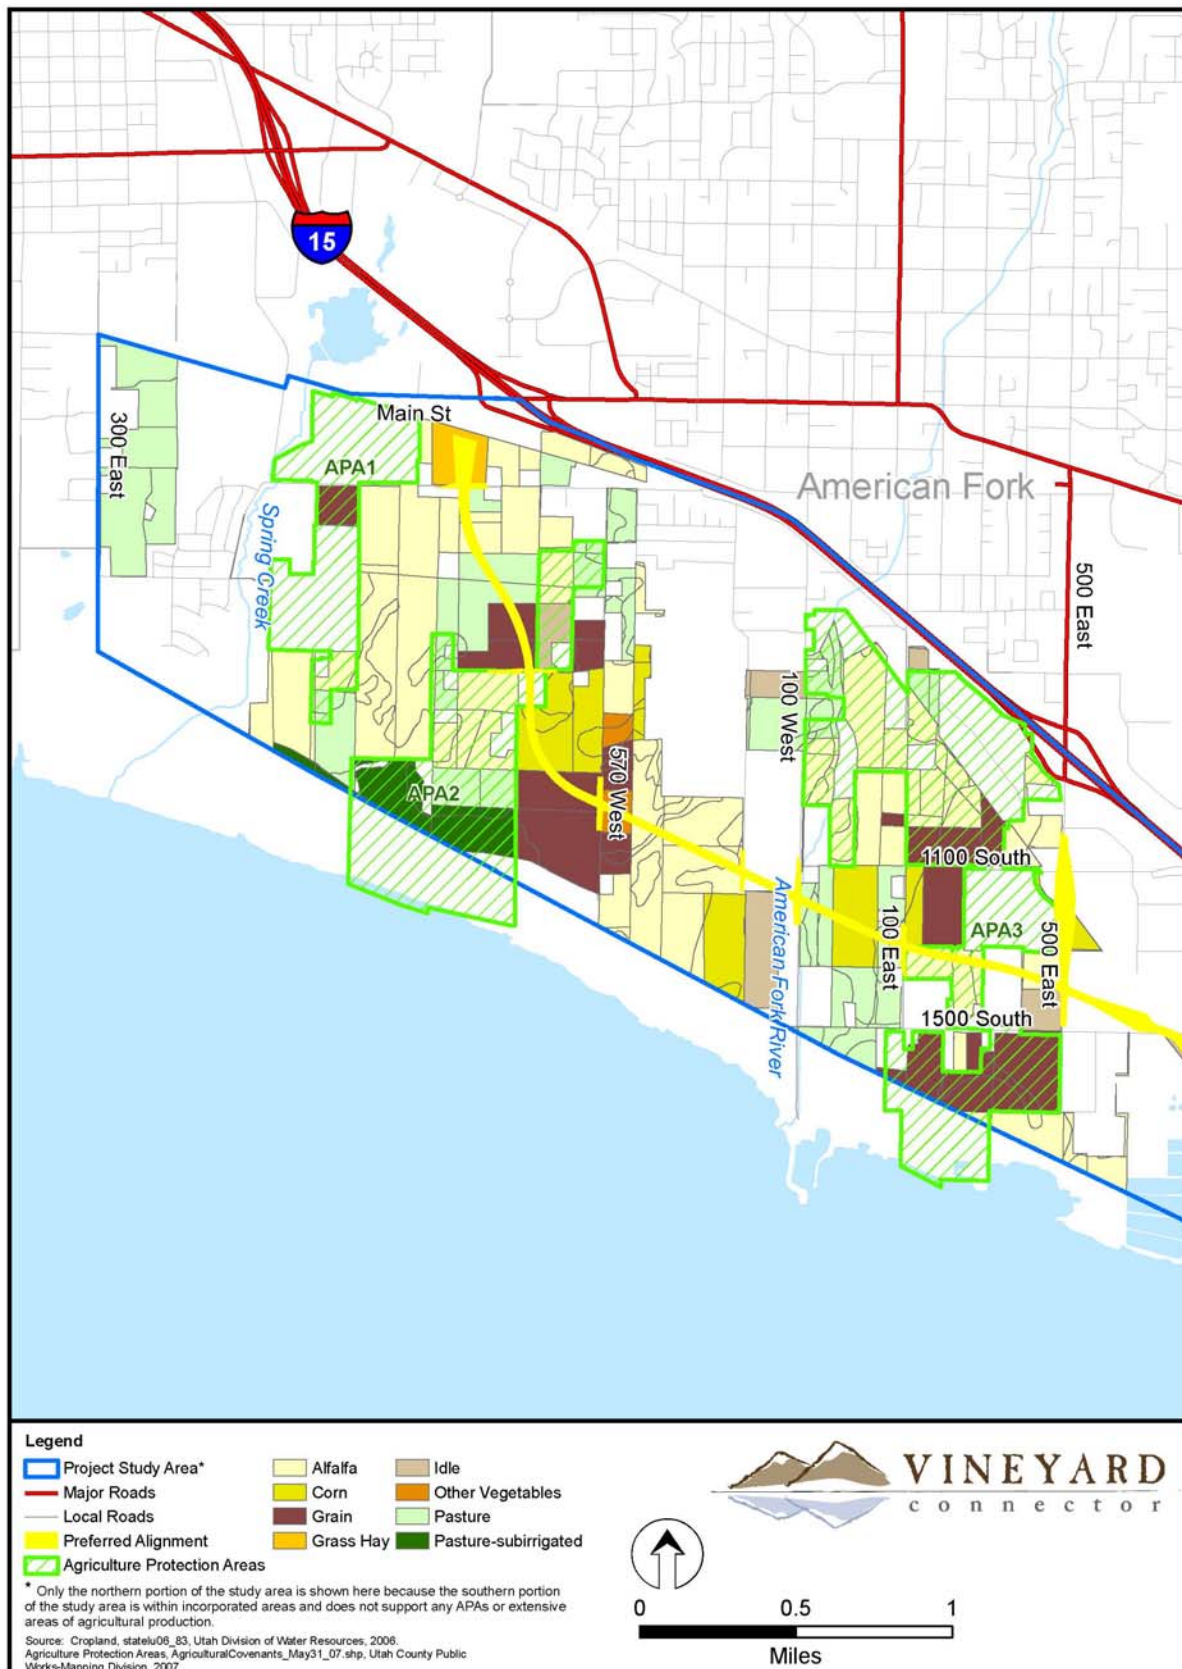 15
Main St
300 East
APA1
American Fork
Spring Creek
500 East
100 West
570 West
APA2
1100 South
American Fork River
100 East
APA3
500 East
1500 South
Legend
Project Study Area*
Major Roads
Local Roads
Preferred Alignment
Agriculture Protection Areas
Alfalfa
Corn
Grain
Grass Hay
Idle
Other Vegetables
Pasture
Pasture-subirrigated
* Only the northern portion of the study area is shown here because the southern portion
of the study area is within incorporated areas and does not support any APAs or extensive
areas of agricultural production.
Source: Cropland, statelu06_83, Utah Division of Water Resources, 2006.
Agriculture Protection Areas, AgriculturalCovenants_May31_07.shp, Utah County Public
Works-Mapping Division, 2007
VINEYARD
connector
0 0.5 1
Miles